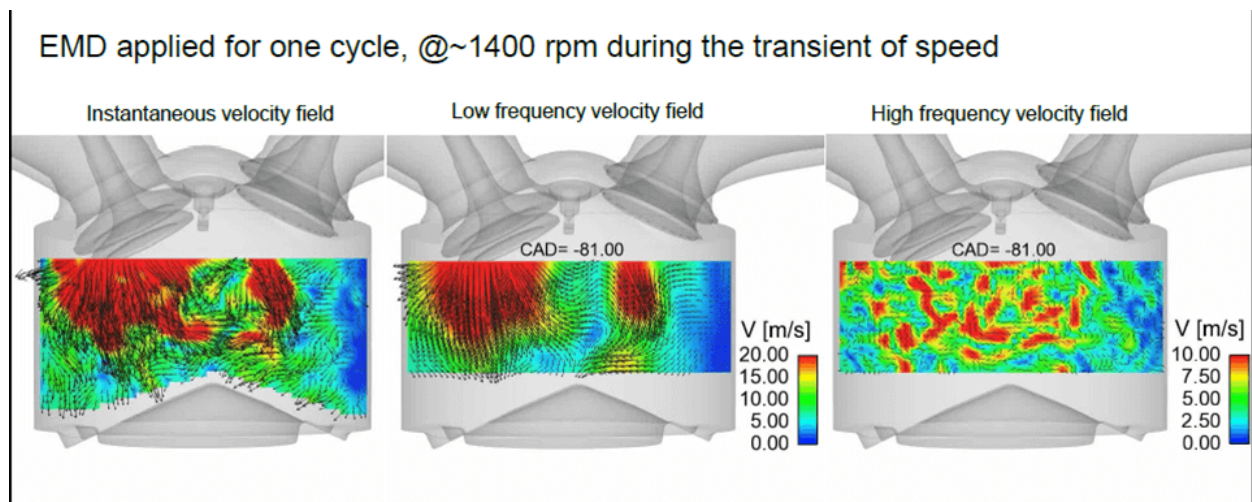 EMD applied for one cycle, @~1400 rpm during the transient of speed
Instantaneous velocity field
Low frequency velocity field
High frequency velocity field
CAD= -81.00
CAD= -81.00
V [m/s]
20.00
15.00
10.00
5.00
0.00
V [m/s]
10.00
7.50
5.00
2.50
0.00